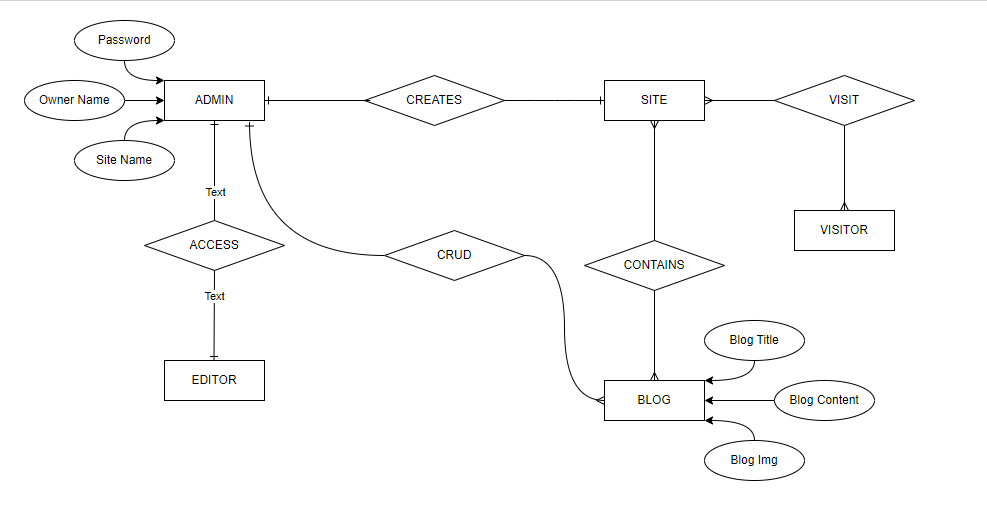 Password
Owner Name
ADMIN
CREATES
SITE
VISIT
Site Name
Text
ACCESS
CRUD
CONTAINS
VISITOR
Text
EDITOR
Blog Title
BLOG
Blog Content
Blog Img